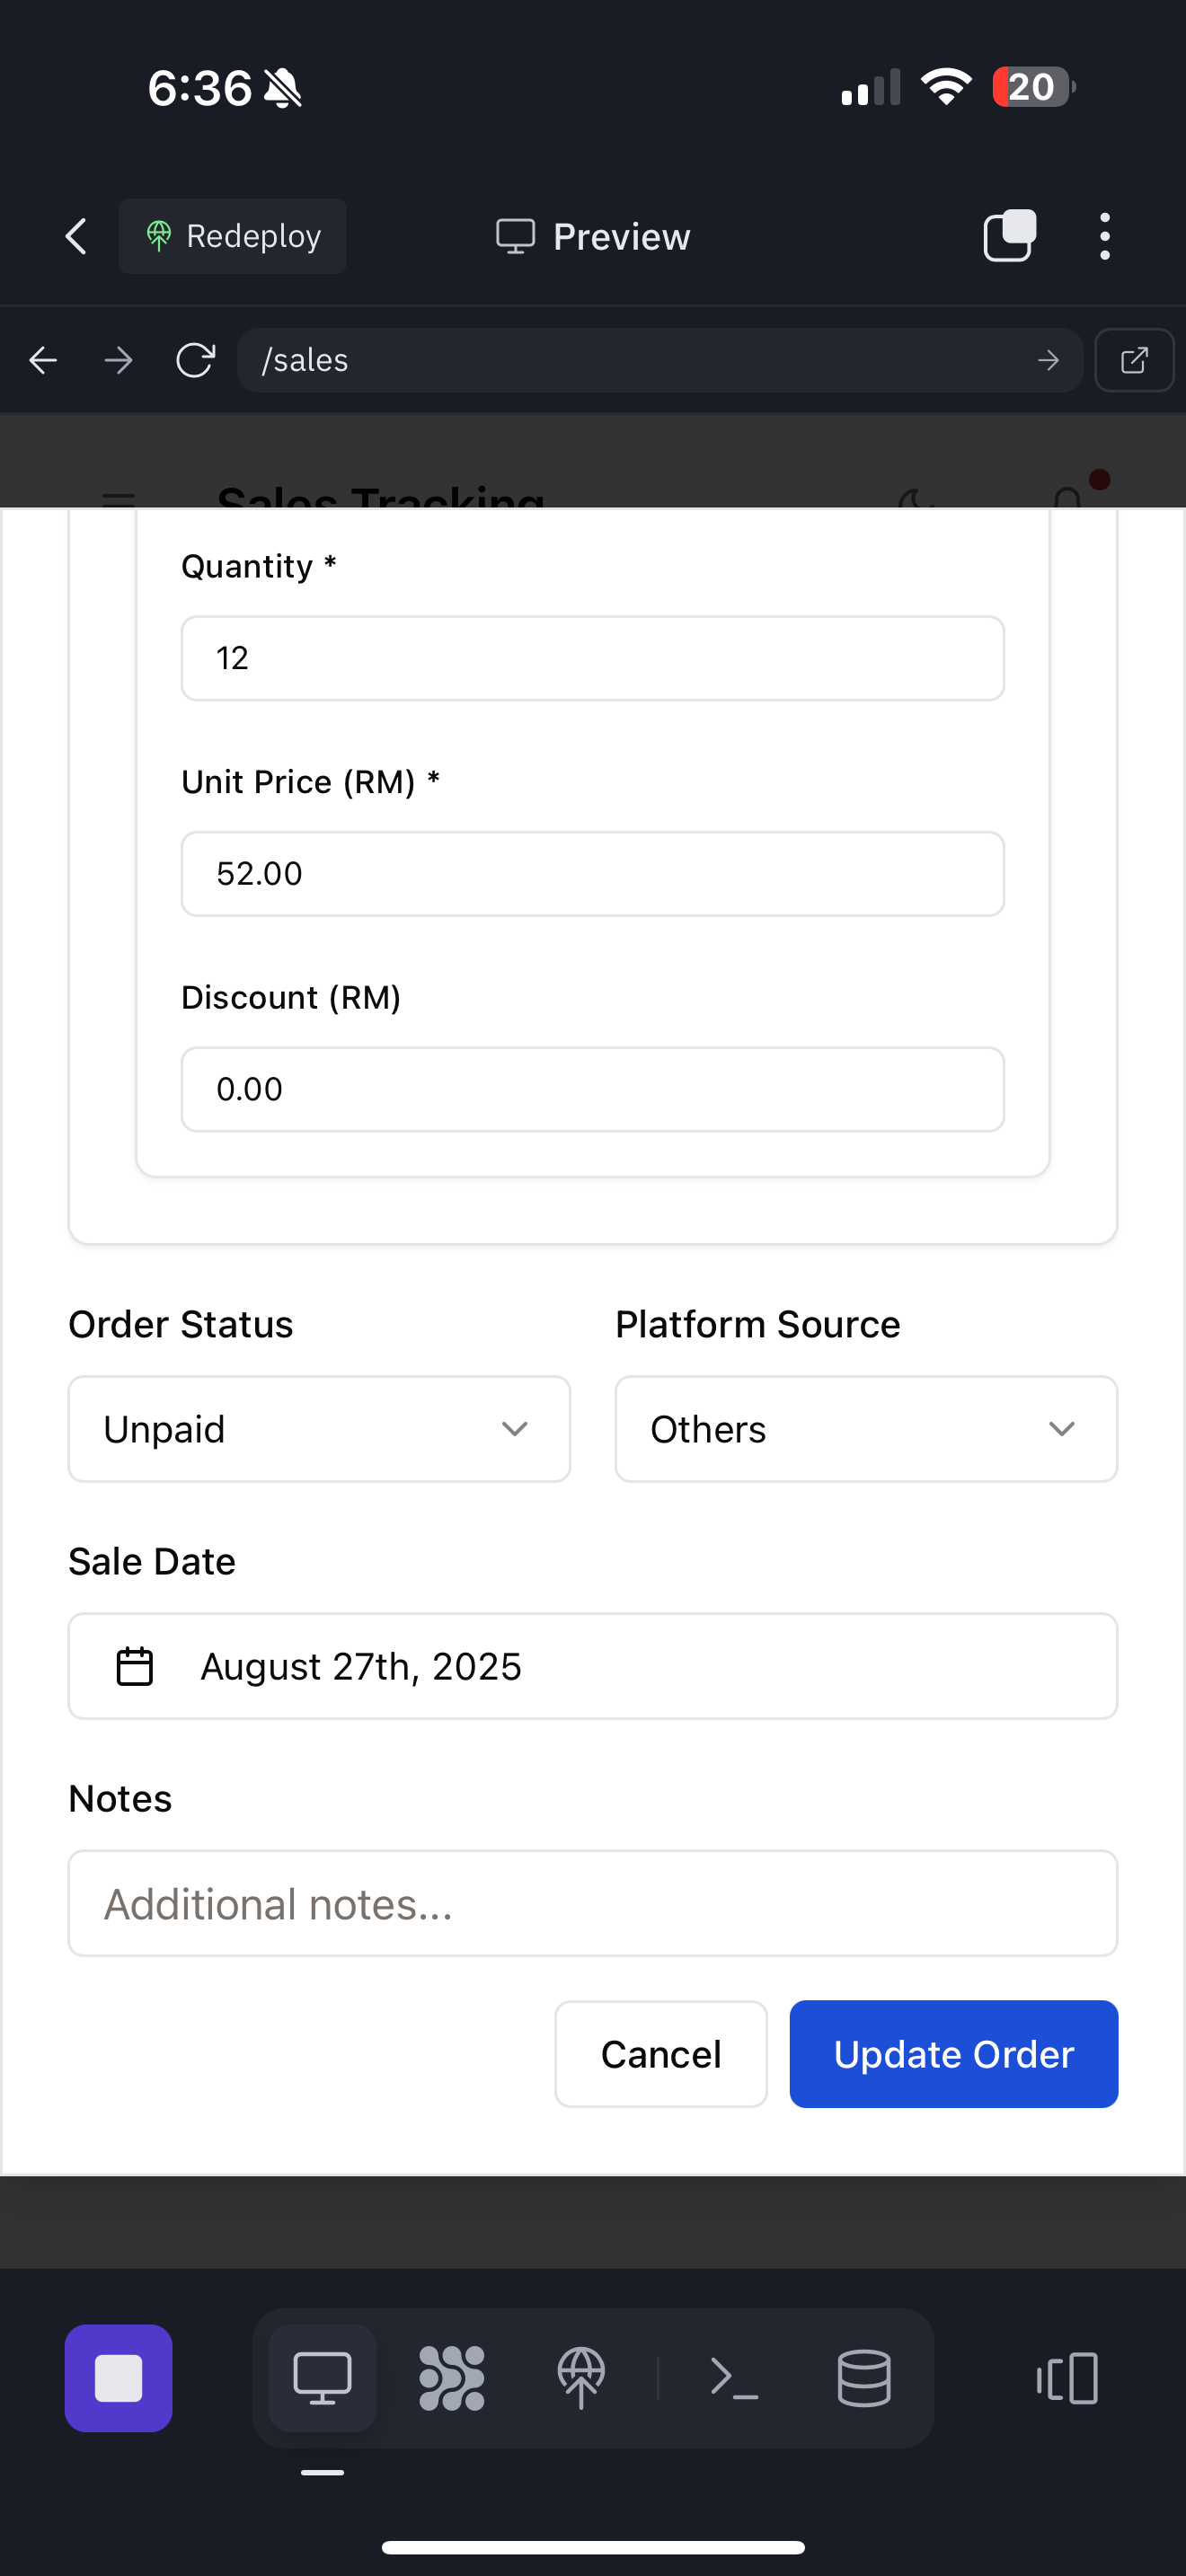 6:36
20
Redeploy
Preview
/sales
Sales Tracking
Quantity *
12
Unit Price (RM) *
52.00
Discount (RM)
0.00
Order Status
Platform Source
Unpaid
Others
Sale Date
August 27th, 2025
Notes
Additional notes...
Cancel
Update Order